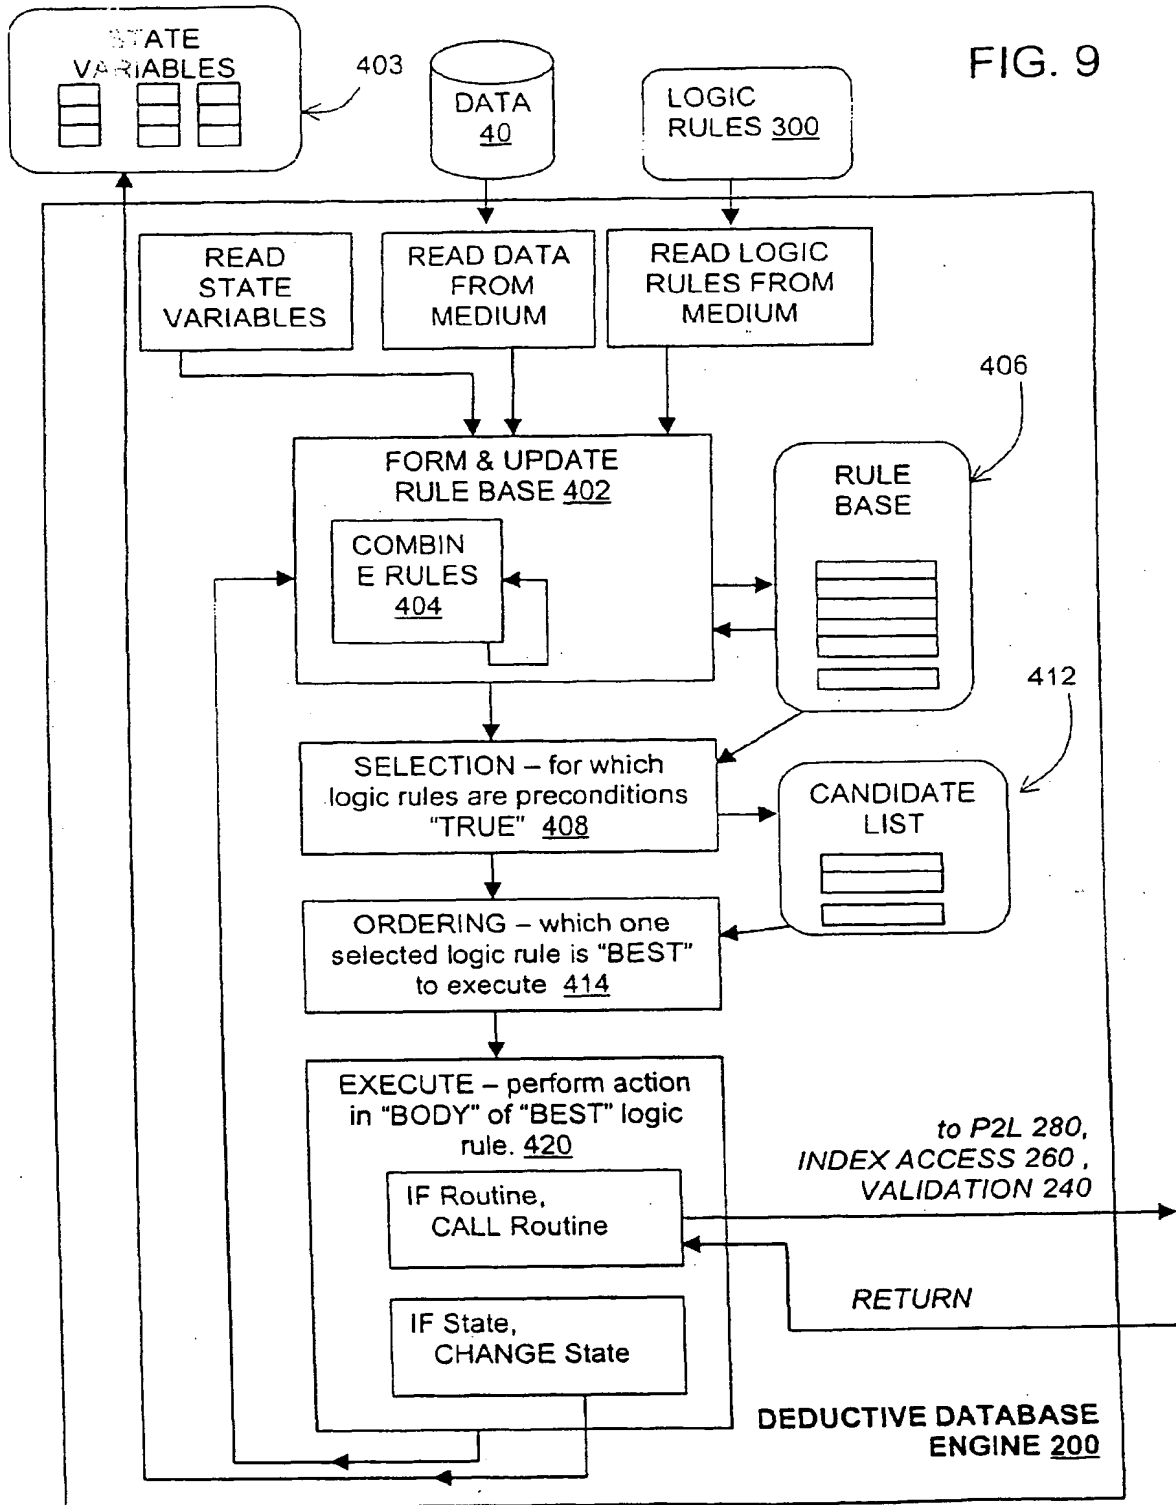 FIG. 9
STATE
VARIABLES
403
DATA
40
LOGIC
RULES 300
READ
STATE
VARIABLES
READ DATA
FROM
MEDIUM
READ LOGIC
RULES FROM
MEDIUM
406
FORM & UPDATE
RULE BASE 402
COMBIN
E RULES
404
RULE
BASE
412
SELECTION – for which
logic rules are preconditions
"TRUE" 408
CANDIDATE
LIST
ORDERING – which one
selected logic rule is "BEST"
to execute 414
EXECUTE – perform action
in "BODY" of "BEST" logic
rule. 420
IF Routine,
CALL Routine
to P2L 280,
INDEX ACCESS 260 ,
VALIDATION 240
RETURN
IF State,
CHANGE State
DEDUCTIVE DATABASE
ENGINE 200